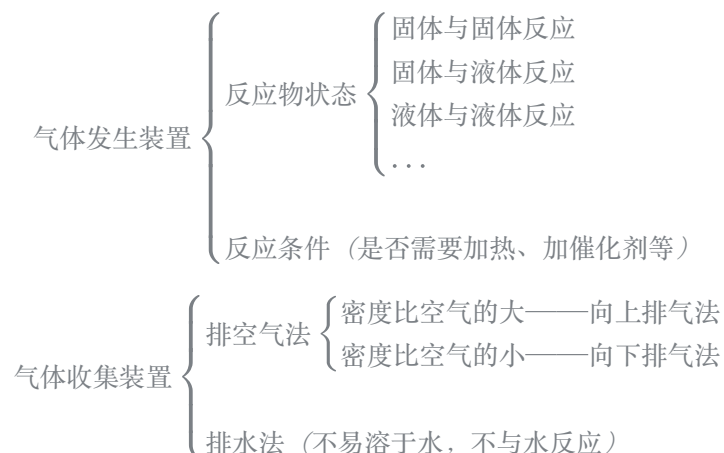 气体发生装置
反应物状态
固体与固体反应
固体与液体反应
液体与液体反应
...
反应条件（是否需要加热、加催化剂等）
气体收集装置
排空气法
密度比空气的大——向上排气法
密度比空气的小——向下排气法
排水法（不易溶于水，不与水反应）